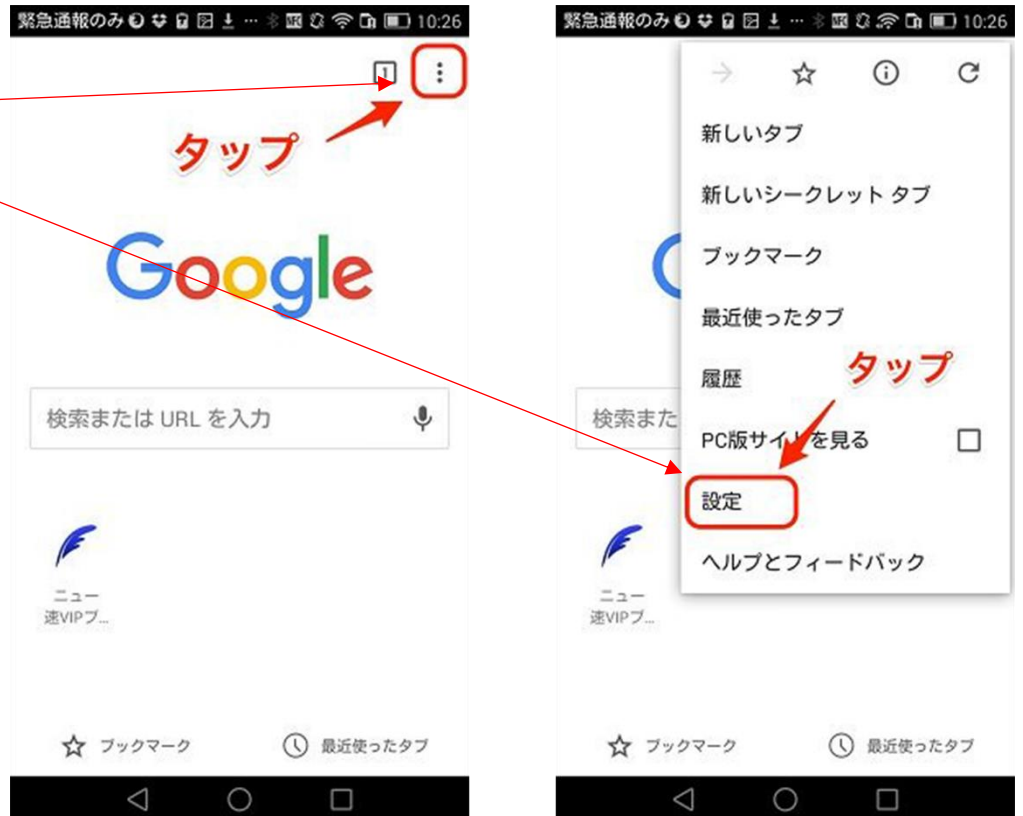 緊急通報のみ
10:26
1
タップ
Google
検索または URL を入力
ニュー
速VIPブ...
ブックマーク
最近使ったタブ
緊急通報のみ
10:26
新しいタブ
新しいシークレット タブ
ブックマーク
最近使ったタブ
履歴
タップ
PC版サイトを見る
設定
ヘルプとフィードバック
検索また
ニュー
速VIPブ...
ブックマーク
最近使ったタブ